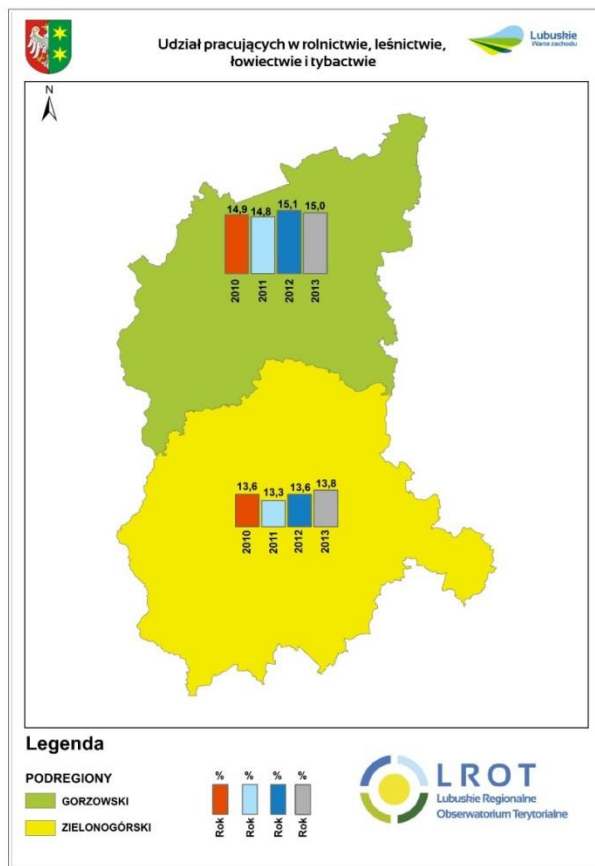 Udział pracujących w rolnictwie, leśnictwie,
łowiectwie i tybactwie
Lubuskie
Warte zachodu
N
14,9 14,8 15,1 15,0
2010 2011 2012 2013
13,6 13,3 13,6 13,8
2010 2011 2012 2013
Legenda
PODREGIONY
GORZOWSKI
ZIELONOGÓRSKI
% % % %
Rok Rok Rok Rok
LROT
Lubuskie Regionalne
Obserwatorium Terytorialne